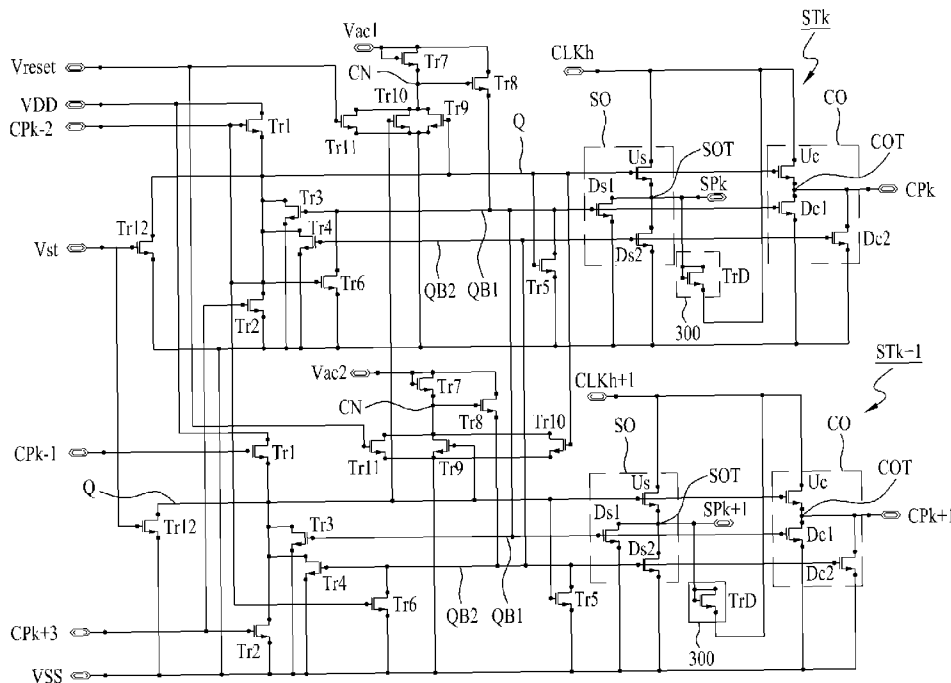 STk
Vac1
CLKh
Vreset
Tr7
CN
Tr8
SO
CO
VDD
Tr10
Tr9
CPk-2
Tr1
Tr11
Q
Us
SOT
Uc
COT
Ds1
SPk
CPk
Tr3
Dc1
Tr12
Tr4
Vst
Ds2
Dc2
Tr6
QB2
QB1
Tr5
TrD
Tr2
300
STk-1
Vac2
Tr7
CLKh+1
CN
Tr8
Tr10
SO
CO
CPk-1
Tr1
Tr11
Tr9
SOT
Us
Uc
COT
Q
Ds1
SPk+1
CPk+1
Tr12
Tr3
Dc1
Ds2
Tr4
Dc2
Tr6
QB2
QB1
Tr5
TrD
CPk+3
Tr2
300
VSS